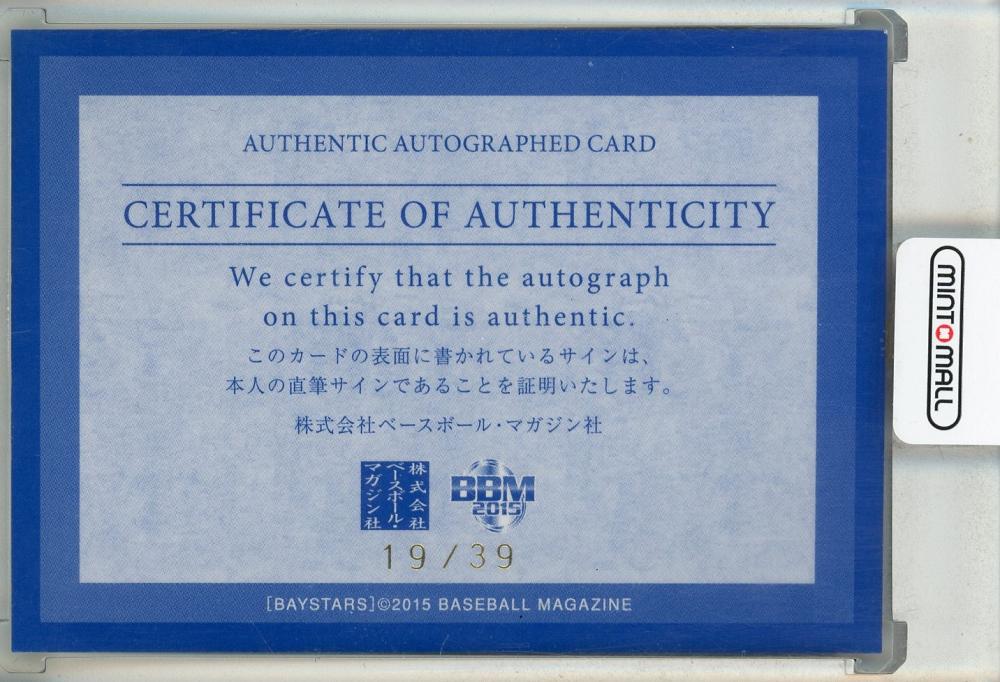 AUTHENTIC AUTOGRAPHED CARD
CERTIFICATE OF AUTHENTICITY
We certify that the autograph
on this card is authentic.
このカードの表面に書かれているサインは、
本人の直筆サインであることを証明いたします。
株式会社ベースボール・マガジン社
株式会社
ベースボール・
マガジン社
BBM
2015
19/39
[BAYSTARS]©2015 BASEBALL MAGAZINE
MINT MALL